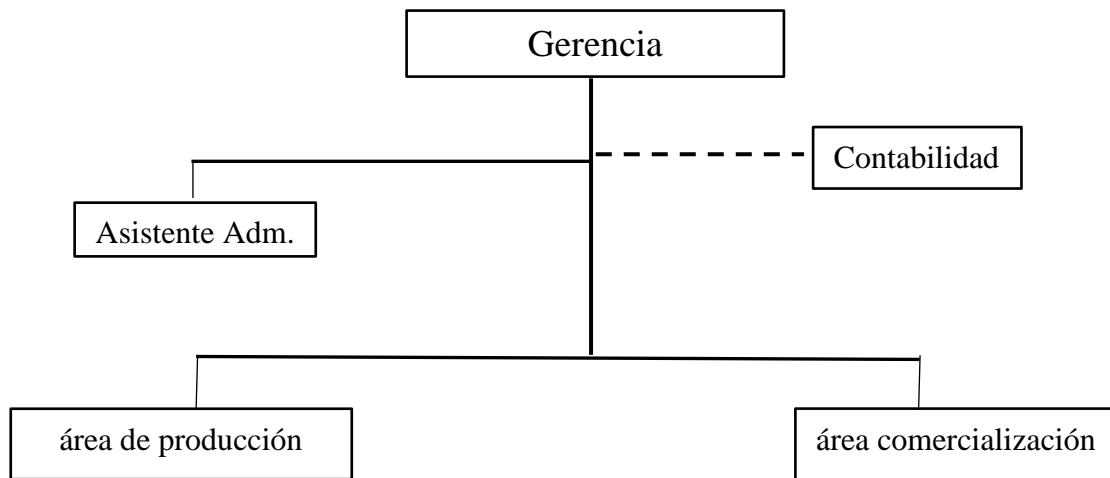 Gerencia
Contabilidad
Asistente Adm.
área de producción
área comercialización